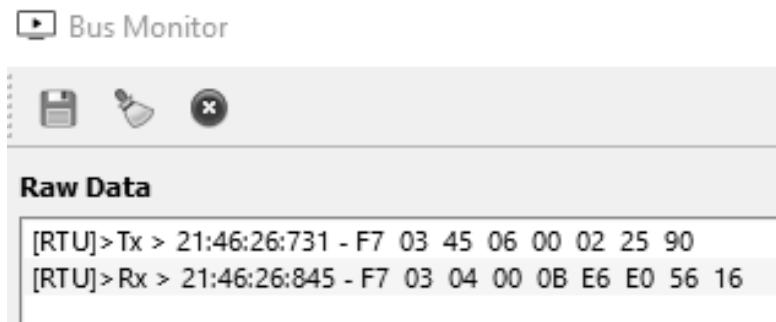 Bus Monitor
Raw Data
[RTU]>Tx > 21:46:26:731 - F7 03 45 06 00 02 25 90
[RTU]>Rx > 21:46:26:845 - F7 03 04 00 0B E6 E0 56 16